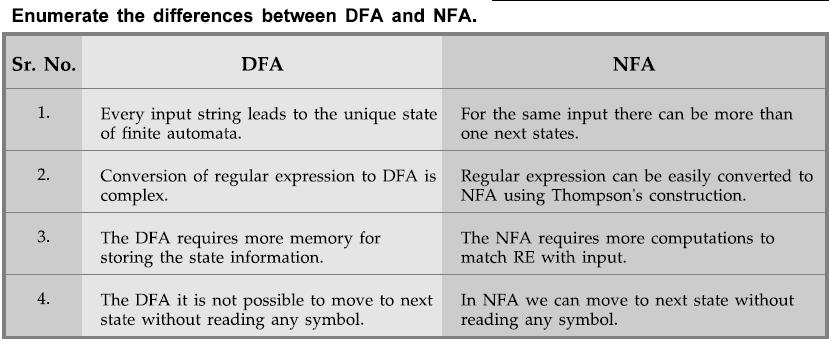 Enumerate the differences between DFA and NFA.
Sr. No. DFA NFA
1. Every input string leads to the unique state For the same input there can be more than
of finite automata. one next states.
2. Conversion of regular expression to DFA is Regular expression can be easily converted to
complex. NFA using Thompson's construction.
3. The DFA requires more memory for The NFA requires more computations to
storing the state information. match RE with input.
4. The DFA it is not possible to move to next In NFA we can move to next state without
state without reading any symbol. reading any symbol.